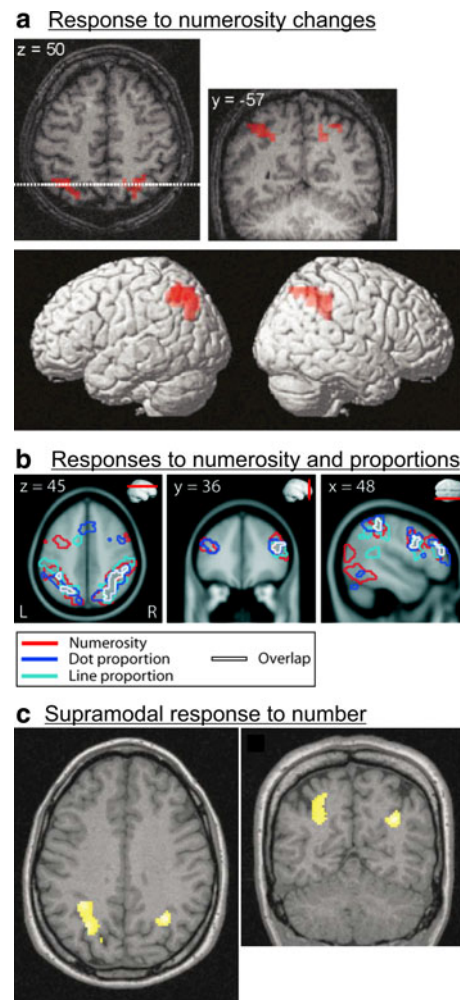 a Response to numerosity changes
z = 50
y = -57
b Responses to numerosity and proportions
z = 45
y = 36
x = 48
L
R
Numerosity
Dot proportion
Line proportion
Overlap
c Supramodal response to number